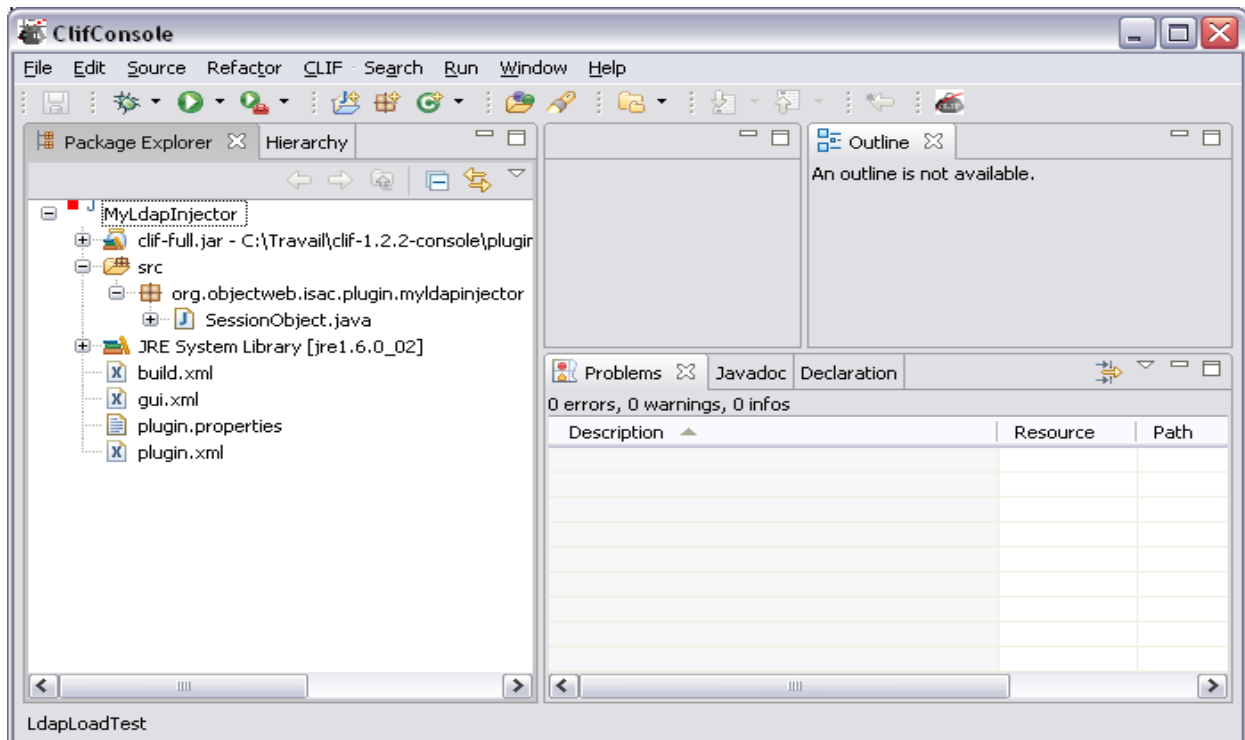 ClifConsole
File Edit Source Refactor CLIF Search Run Window Help
Package Explorer Hierarchy
Outline
An outline is not available.
MyLdapInjector
clif-full.jar - C:\Travail\clif-1.2.2-console\plugin
src
org.objectweb.isac.plugin.myldapinjector
SessionObject.java
JRE System Library [jre1.6.0_02]
build.xml
gui.xml
plugin.properties
plugin.xml
Problems Javadoc Declaration
0 errors, 0 warnings, 0 infos
Description Resource Path
LdapLoadTest